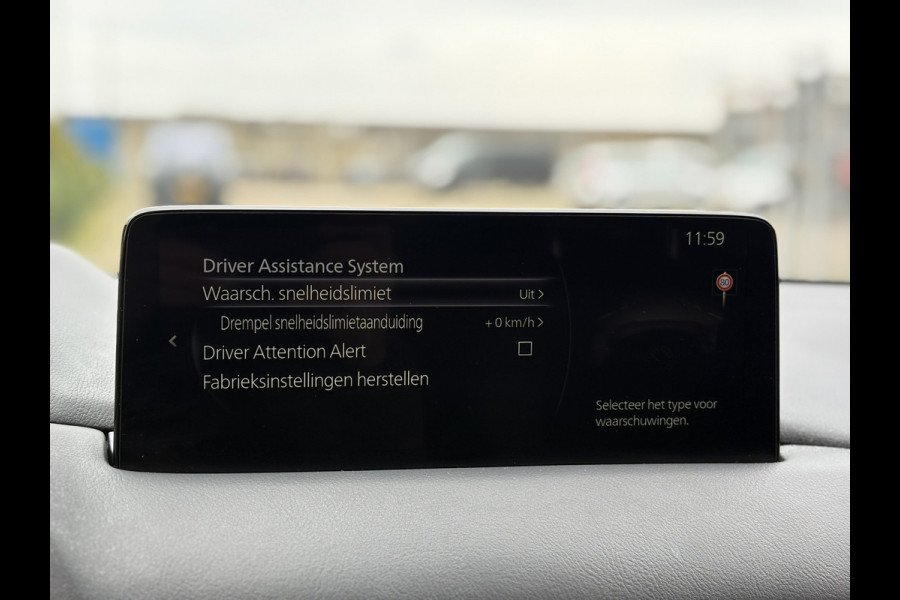 11:59
Driver Assistance System
Waarsch. snelheidslimiet Uit >
Drempel snelheidslimietaanduiding + 0 km/h >
Driver Attention Alert
Fabrieksinstellingen herstellen
80
Selecteer het type voor
waarschuwingen.